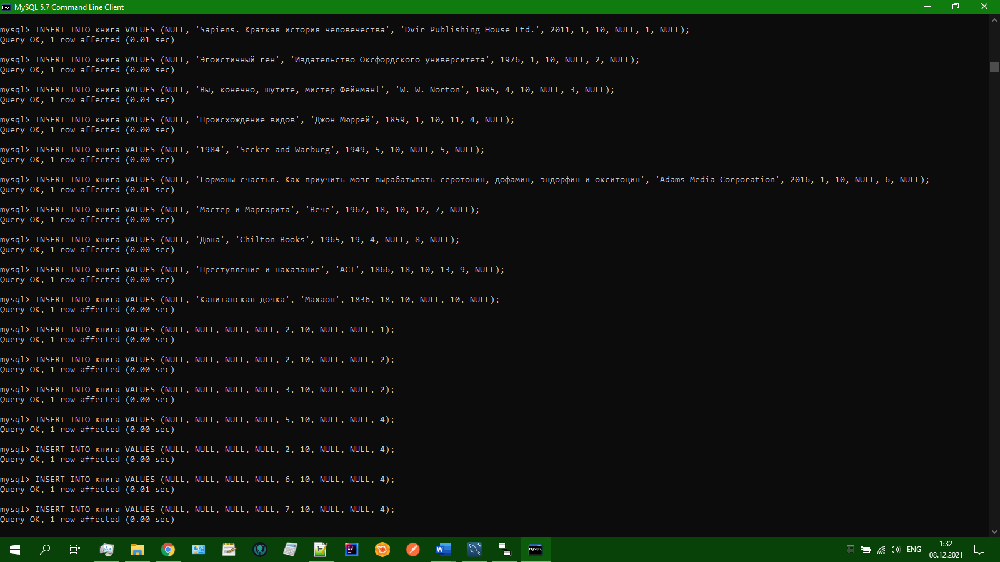 MySQL 5.7 Command Line Client
mysql> INSERT INTO книга VALUES (NULL, 'Sapiens. Краткая история человечества', 'Dvir Publishing House Ltd.', 2011, 1, 10, NULL, 1, NULL);
Query OK, 1 row affected (0.01 sec)
mysql> INSERT INTO книга VALUES (NULL, 'Эгоистичный ген', 'Издательство Оксфордского университета', 1976, 1, 10, NULL, 2, NULL);
Query OK, 1 row affected (0.00 sec)
mysql> INSERT INTO книга VALUES (NULL, 'Вы, конечно, шутите, мистер Фейнман!', 'W. W. Norton', 1985, 4, 10, NULL, 3, NULL);
Query OK, 1 row affected (0.03 sec)
mysql> INSERT INTO книга VALUES (NULL, 'Происхождение видов', 'Джон Мюррей', 1859, 1, 10, 11, 4, NULL);
Query OK, 1 row affected (0.00 sec)
mysql> INSERT INTO книга VALUES (NULL, '1984', 'Secker and Warburg', 1949, 5, 10, NULL, 5, NULL);
Query OK, 1 row affected (0.00 sec)
mysql> INSERT INTO книга VALUES (NULL, 'Гормоны счастья. Как приучить мозг вырабатывать серотонин, дофамин, эндорфин и окситоцин', 'Adams Media Corporation', 2016, 1, 10, NULL, 6, NULL);
Query OK, 1 row affected (0.01 sec)
mysql> INSERT INTO книга VALUES (NULL, 'Мастер и Маргарита', 'Вече', 1967, 18, 10, 12, 7, NULL);
Query OK, 1 row affected (0.00 sec)
mysql> INSERT INTO книга VALUES (NULL, 'Дюна', 'Chilton Books', 1965, 19, 4, NULL, 8, NULL);
Query OK, 1 row affected (0.00 sec)
mysql> INSERT INTO книга VALUES (NULL, 'Преступление и наказание', 'АСТ', 1866, 18, 10, 13, 9, NULL);
Query OK, 1 row affected (0.00 sec)
mysql> INSERT INTO книга VALUES (NULL, 'Капитанская дочка', 'Махаон', 1836, 18, 10, NULL, 10, NULL);
Query OK, 1 row affected (0.00 sec)
mysql> INSERT INTO книга VALUES (NULL, NULL, NULL, NULL, 2, 10, NULL, NULL, 1);
Query OK, 1 row affected (0.00 sec)
mysql> INSERT INTO книга VALUES (NULL, NULL, NULL, NULL, 2, 10, NULL, NULL, 2);
Query OK, 1 row affected (0.00 sec)
mysql> INSERT INTO книга VALUES (NULL, NULL, NULL, NULL, 3, 10, NULL, NULL, 2);
Query OK, 1 row affected (0.00 sec)
mysql> INSERT INTO книга VALUES (NULL, NULL, NULL, NULL, 5, 10, NULL, NULL, 4);
Query OK, 1 row affected (0.00 sec)
mysql> INSERT INTO книга VALUES (NULL, NULL, NULL, NULL, 2, 10, NULL, NULL, 4);
Query OK, 1 row affected (0.00 sec)
mysql> INSERT INTO книга VALUES (NULL, NULL, NULL, NULL, 6, 10, NULL, NULL, 4);
Query OK, 1 row affected (0.01 sec)
mysql> INSERT INTO книга VALUES (NULL, NULL, NULL, NULL, 7, 10, NULL, NULL, 4);
Query OK, 1 row affected (0.00 sec)
ENG
1:32
08.12.2021